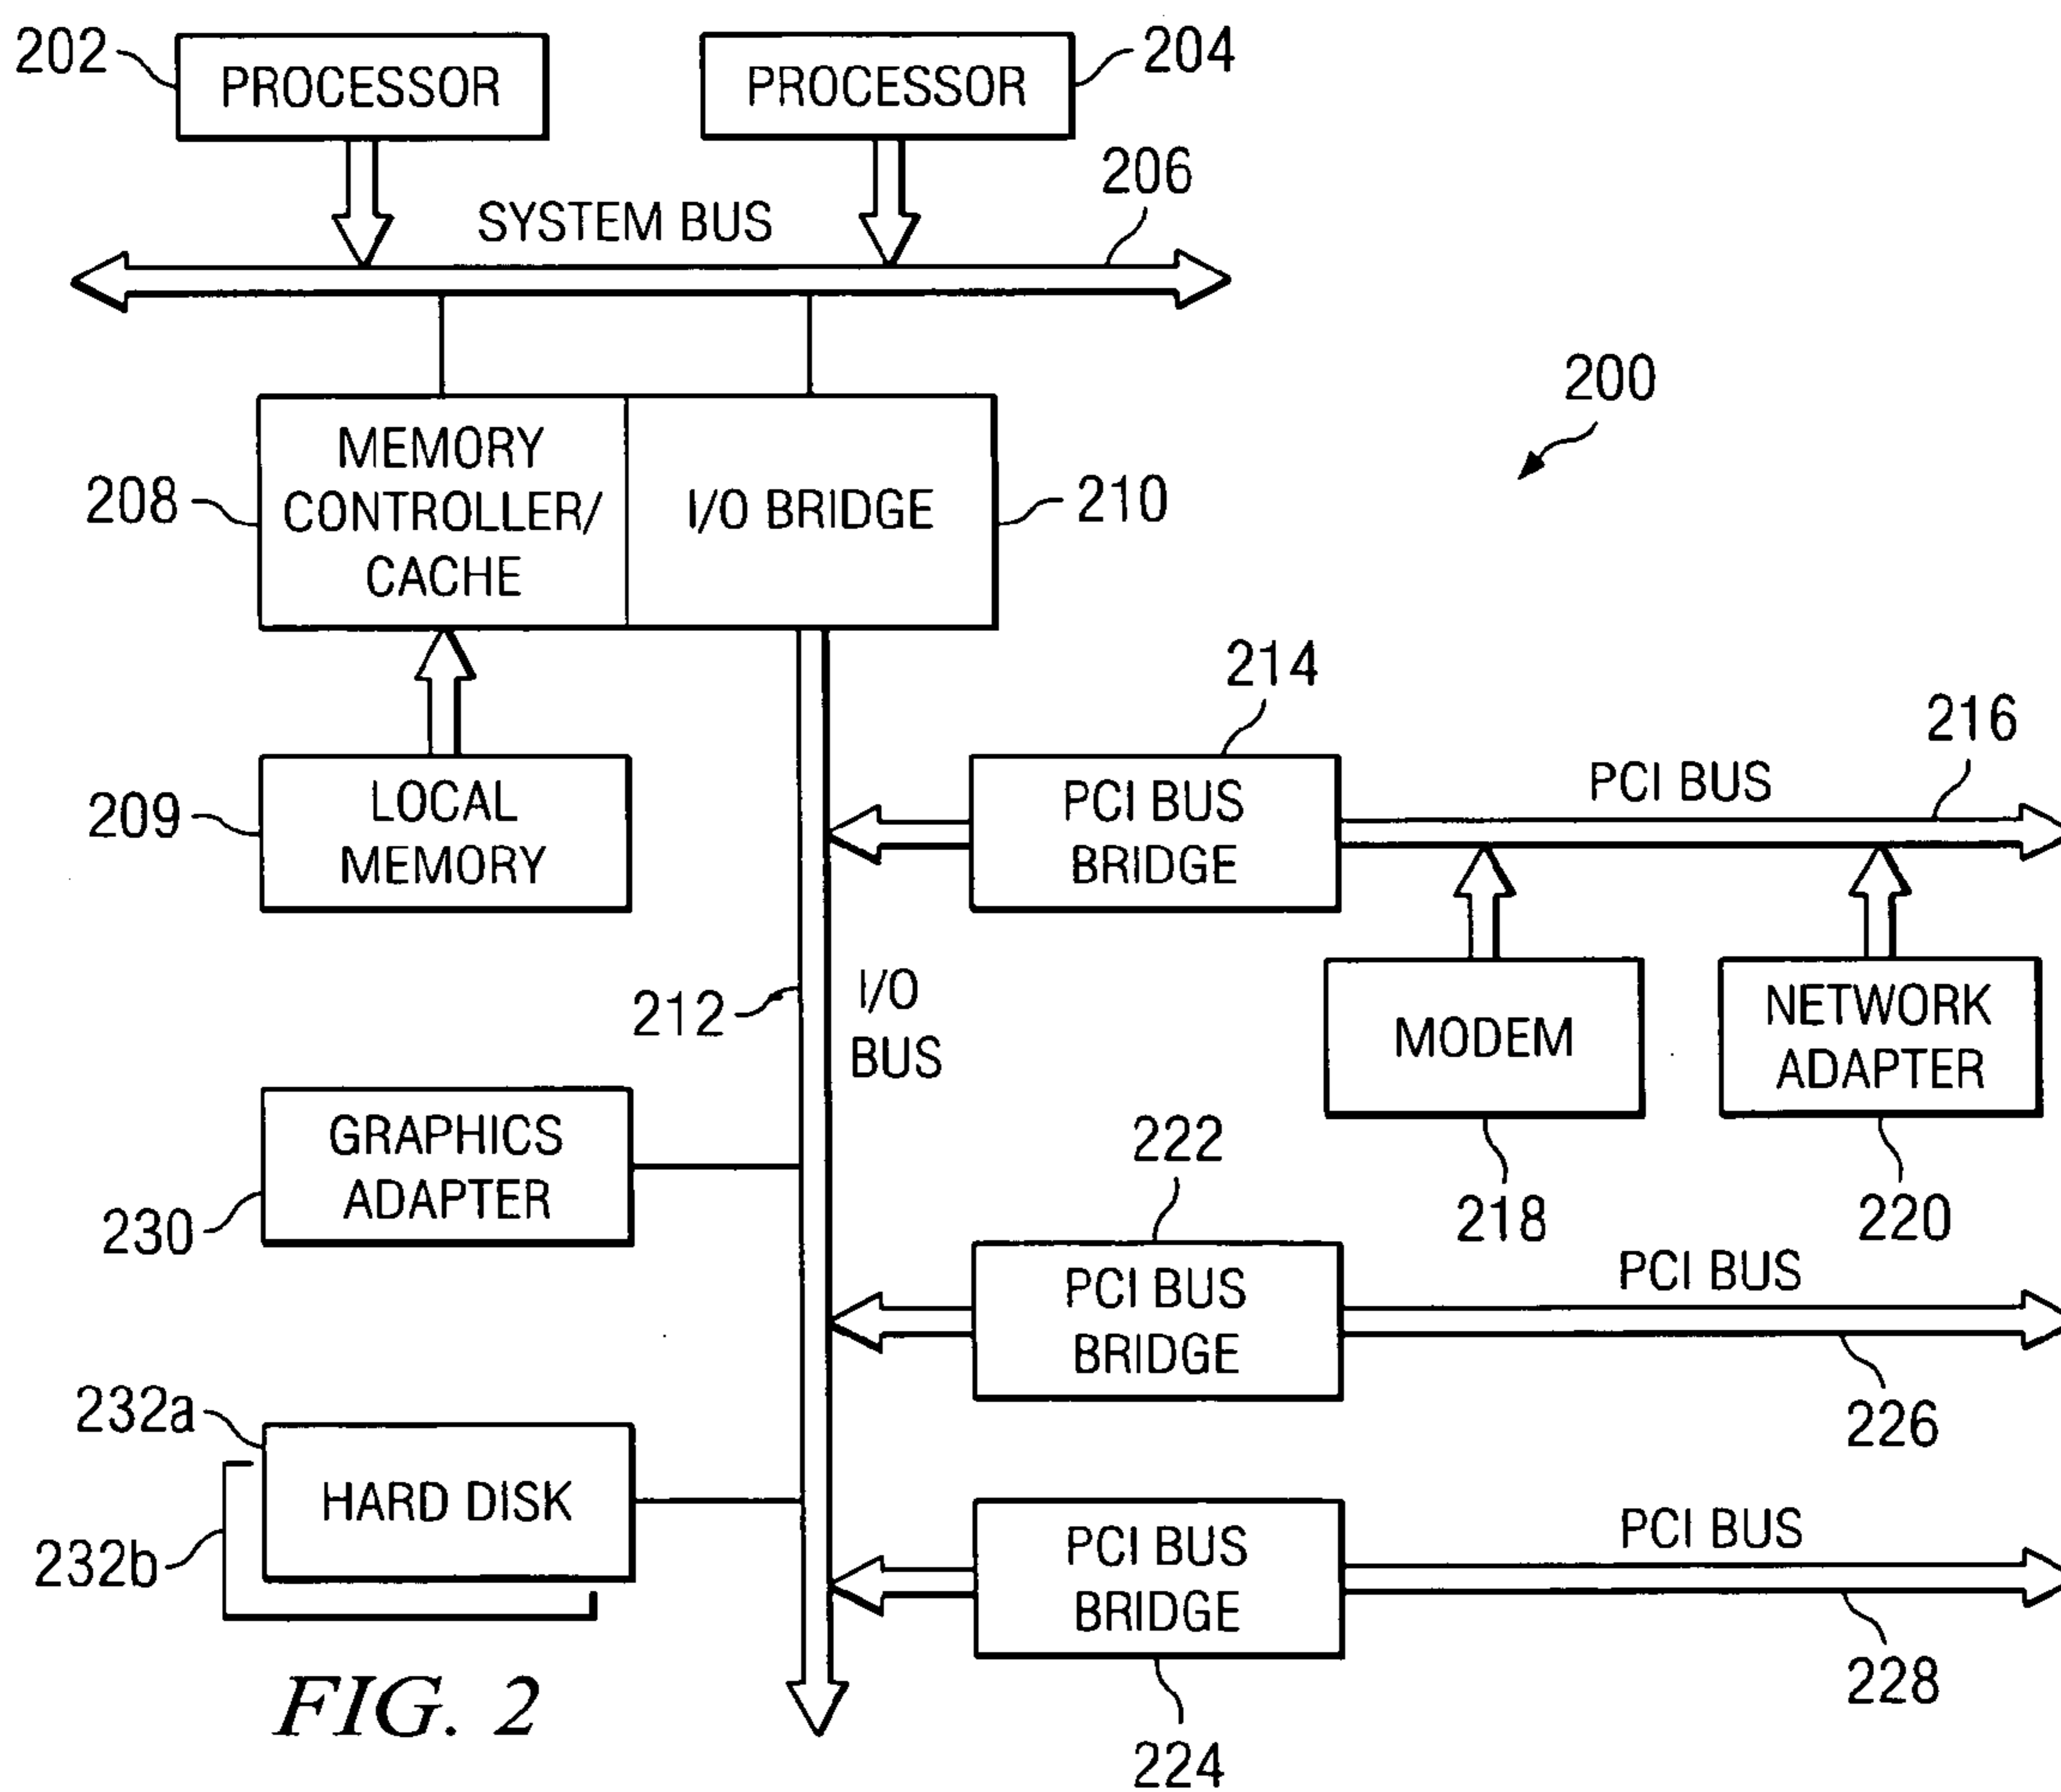 202
PROCESSOR
PROCESSOR
204
206
SYSTEM BUS
200
MEMORY
CONTROLLER/
CACHE
208
I/O BRIDGE
210
214
216
LOCAL
MEMORY
209
PCI BUS
BRIDGE
PCI BUS
212
I/O
BUS
MODEM
NETWORK
ADAPTER
GRAPHICS
ADAPTER
230
222
218
220
PCI BUS
BRIDGE
PCI BUS
226
232a
HARD DISK
232b
PCI BUS
BRIDGE
PCI BUS
228
224
FIG. 2